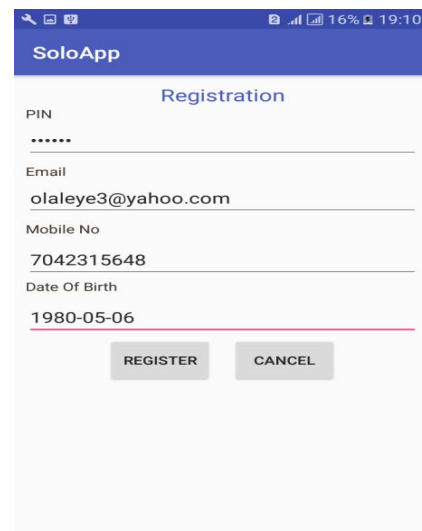 2 16% 19:10
SoloApp
Registration
PIN
••••••
Email
olaleye3@yahoo.com
Mobile No
7042315648
Date Of Birth
1980-05-06
REGISTER CANCEL